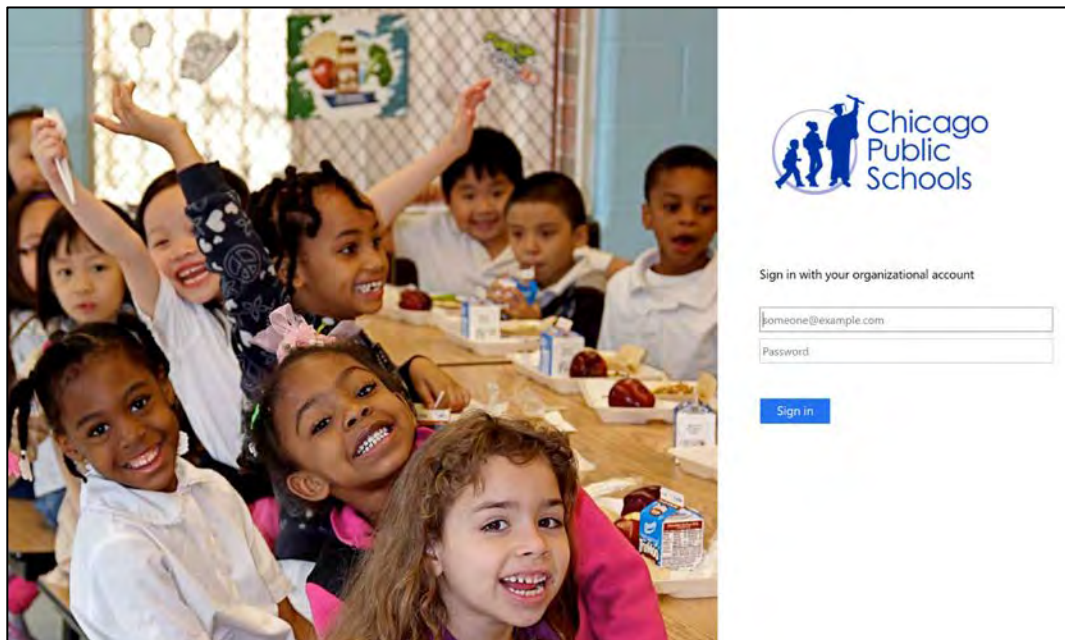 Chicago
Public
Schools
Sign in with your organizational account
someone@example.com
Password
Sign in